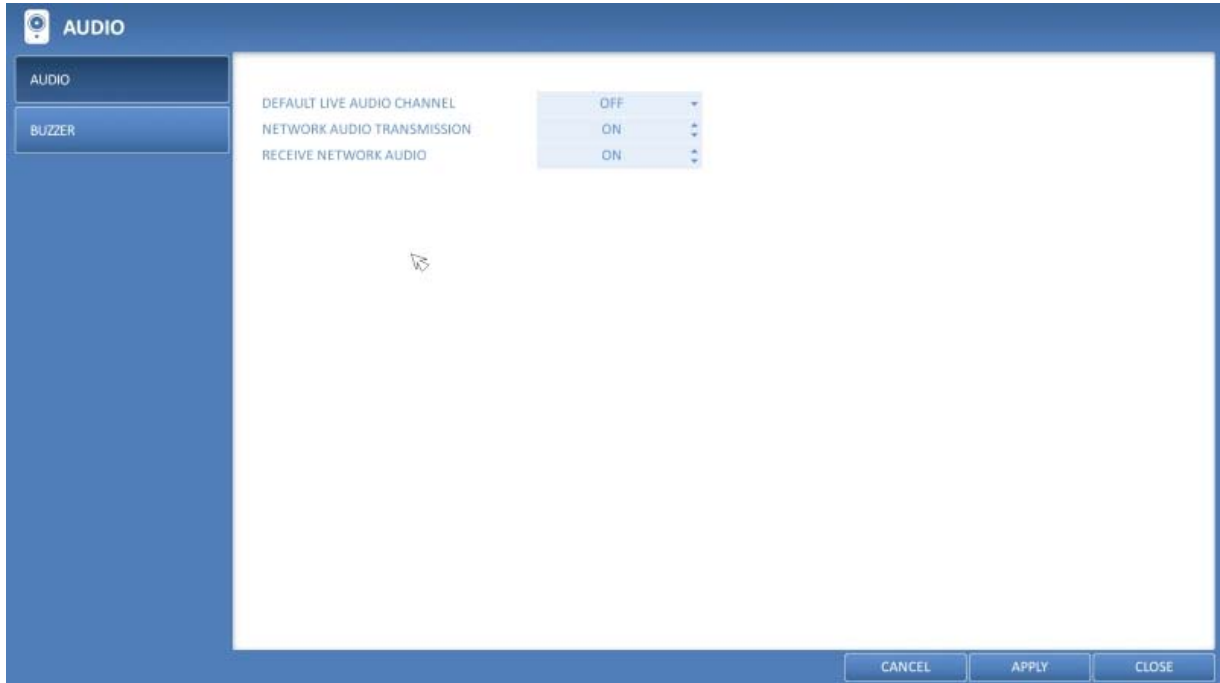 AUDIO
AUDIO
BUZZER
DEFAULT LIVE AUDIO CHANNEL OFF
NETWORK AUDIO TRANSMISSION ON
RECEIVE NETWORK AUDIO ON
CANCEL APPLY CLOSE